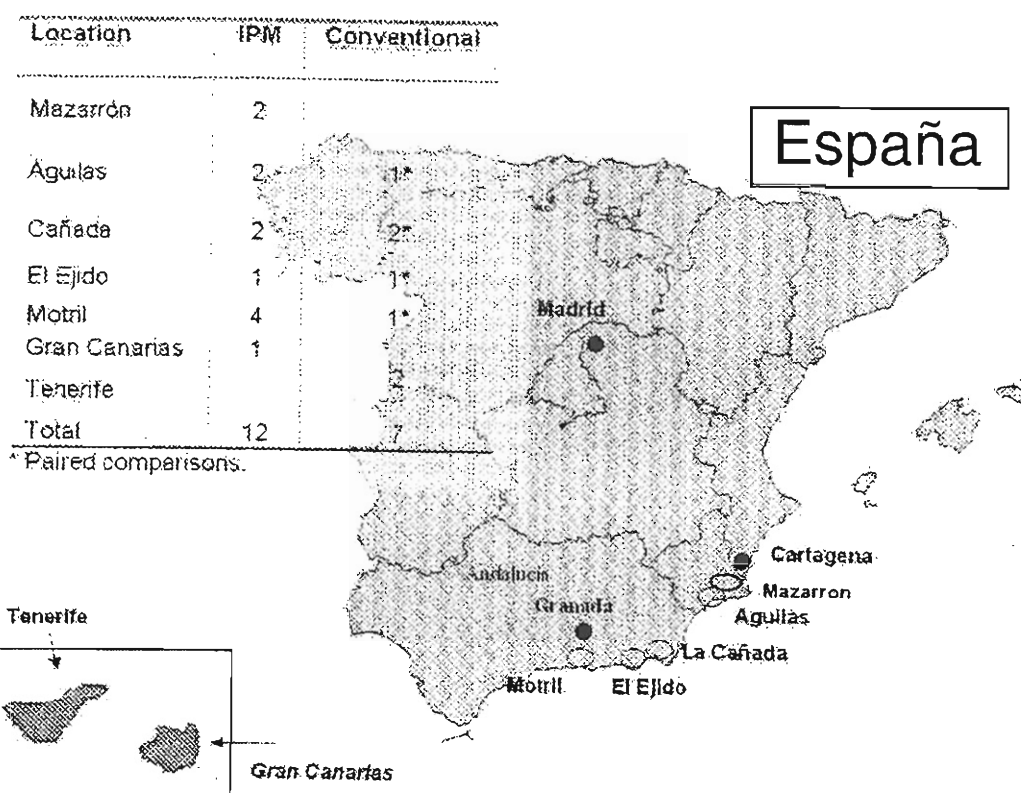 Location IPM Conventional
Mazarrón 2
España
Aguilas 2 1*
Cañada 2 2*
El Ejido 1 1*
Motril 4 1*
Madrid
Gran Canarias 1
Tenerife
Total 12 7
* Paired comparisons.
Cartagena
Andalucia
Mazarron
Granada
Aguilas
Tenerife
La Cañada
Motril El Ejido
Gran Canarias